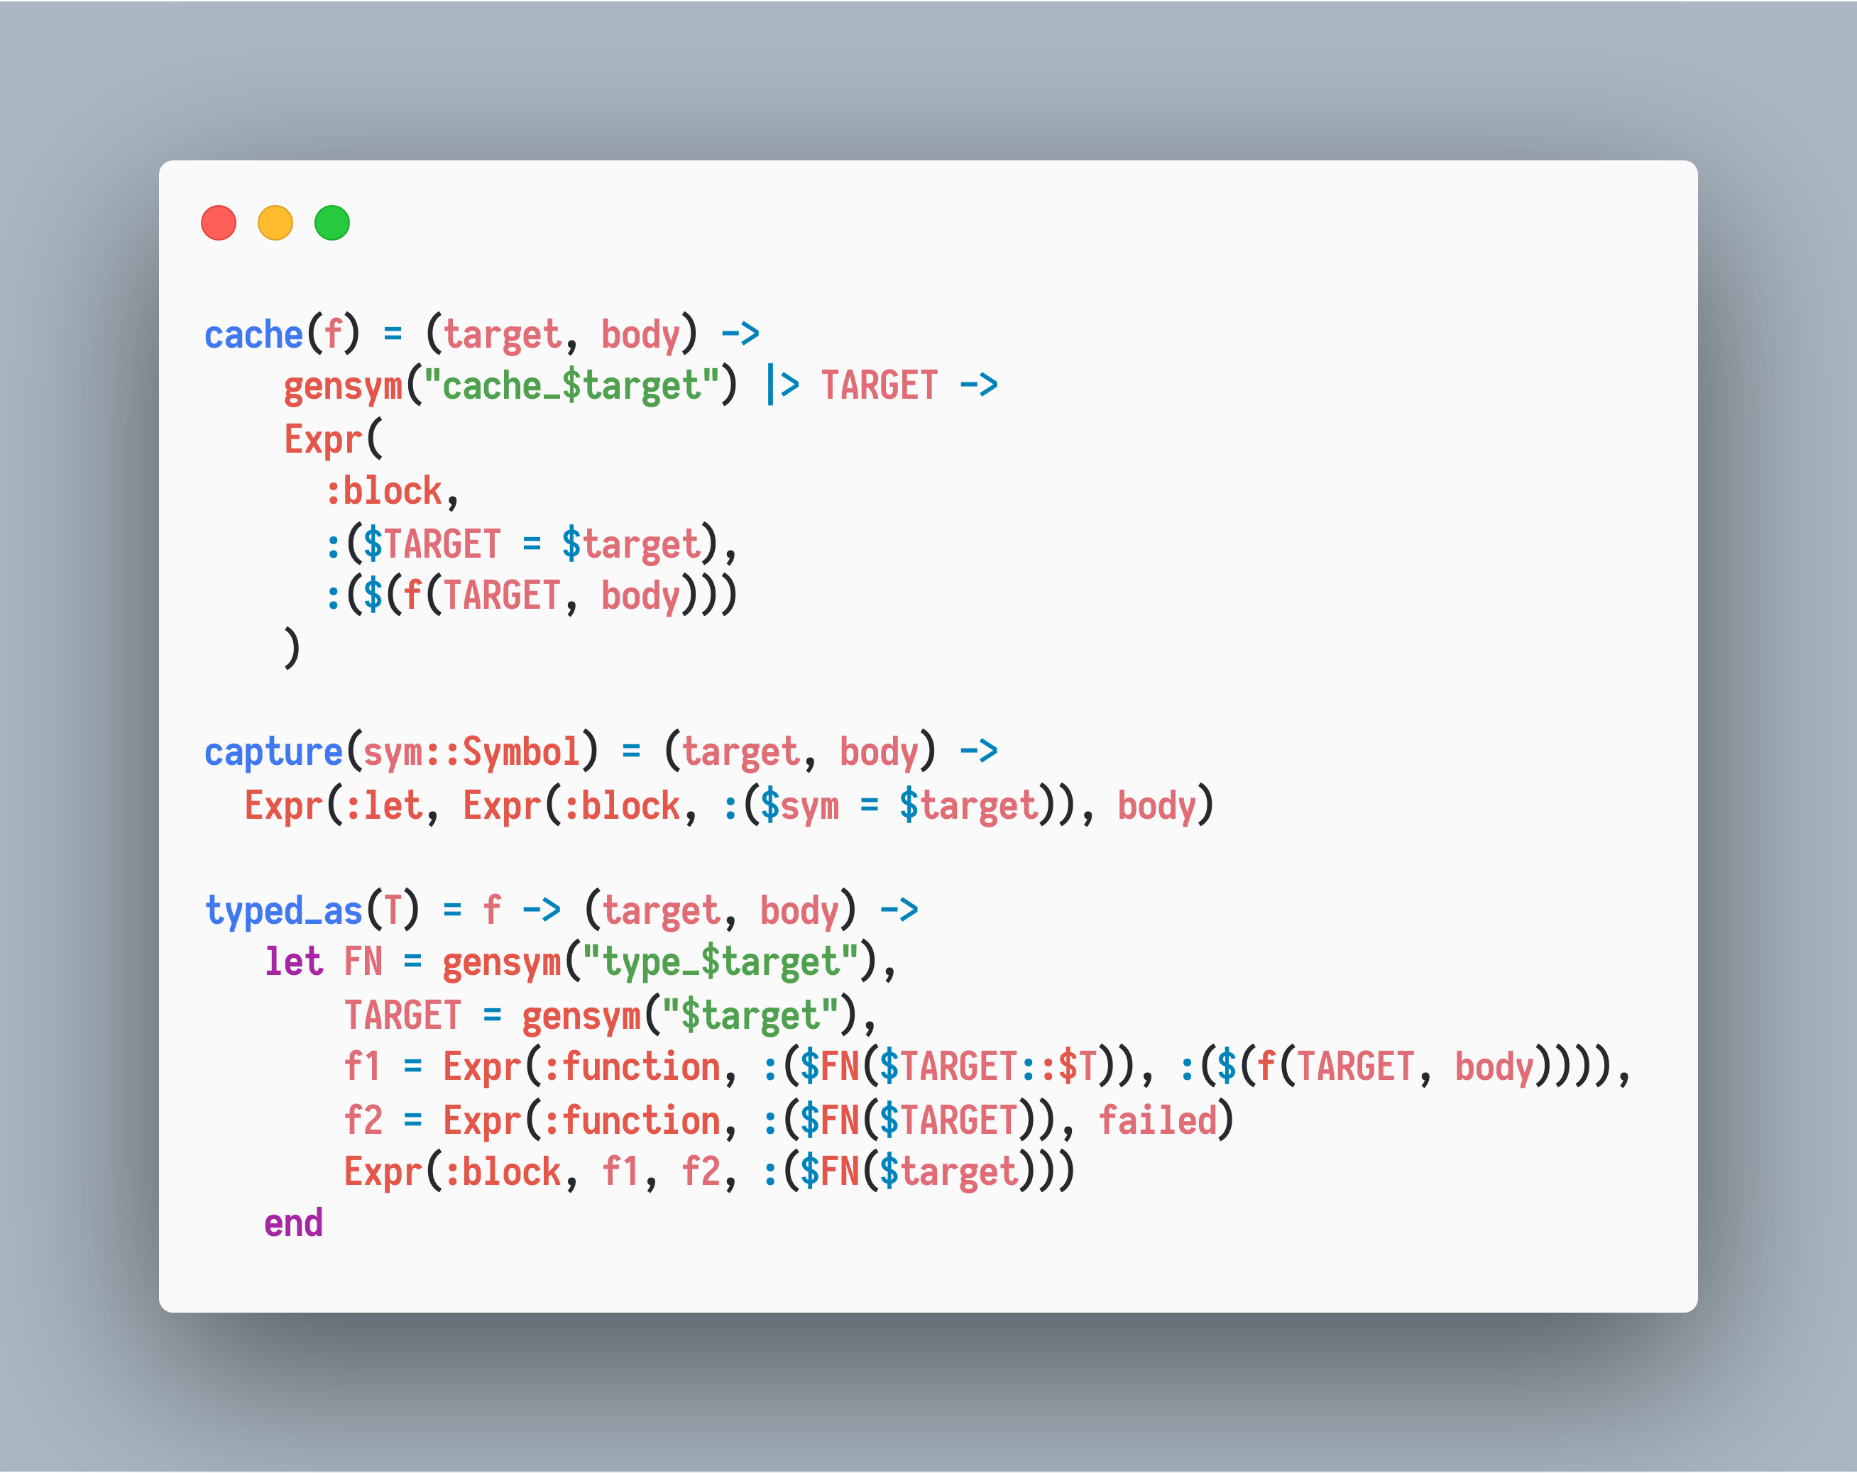 cache(f) = (target, body) ->
    gensym("cache_$target") |> TARGET ->
    Expr(
      :block,
      :($TARGET = $target),
      :($(f(TARGET, body)))
    )

capture(sym::Symbol) = (target, body) ->
  Expr(:let, Expr(:block, :($sym = $target)), body)

typed_as(T) = f -> (target, body) ->
   let FN = gensym("type_$target"),
       TARGET = gensym("$target"),
       f1 = Expr(:function, :($FN($TARGET::$T)), :($(f(TARGET, body)))),
       f2 = Expr(:function, :($FN($TARGET)), failed)
       Expr(:block, f1, f2, :($FN($target)))
   end